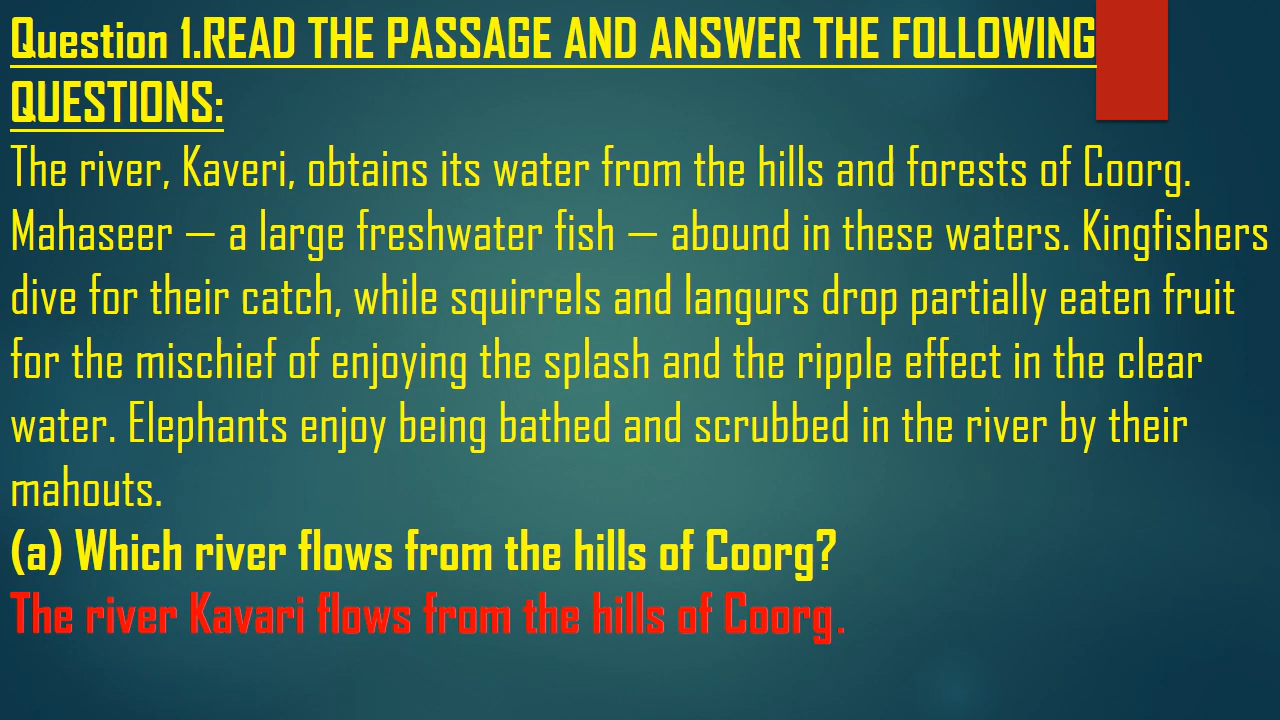 Question 1.READ THE PASSAGE AND ANSWER THE FOLLOWING
QUESTIONS:
The river, Kaveri, obtains its water from the hills and forests of Coorg.
Mahaseer — a large freshwater fish — abound in these waters. Kingfishers
dive for their catch, while squirrels and langurs drop partially eaten fruit
for the mischief of enjoying the splash and the ripple effect in the clear
water. Elephants enjoy being bathed and scrubbed in the river by their
mahouts.
(a) Which river flows from the hills of Coorg?
The river Kavari flows from the hills of Coorg.